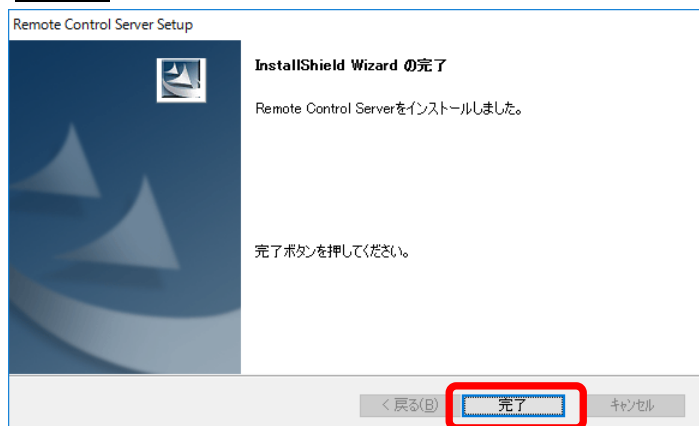 Remote Control Server Setup
InstallShield Wizard の完了
Remote Control Serverをインストールしました。
完了ボタンを押してください。
< 戻る(B)
完了
キャンセル